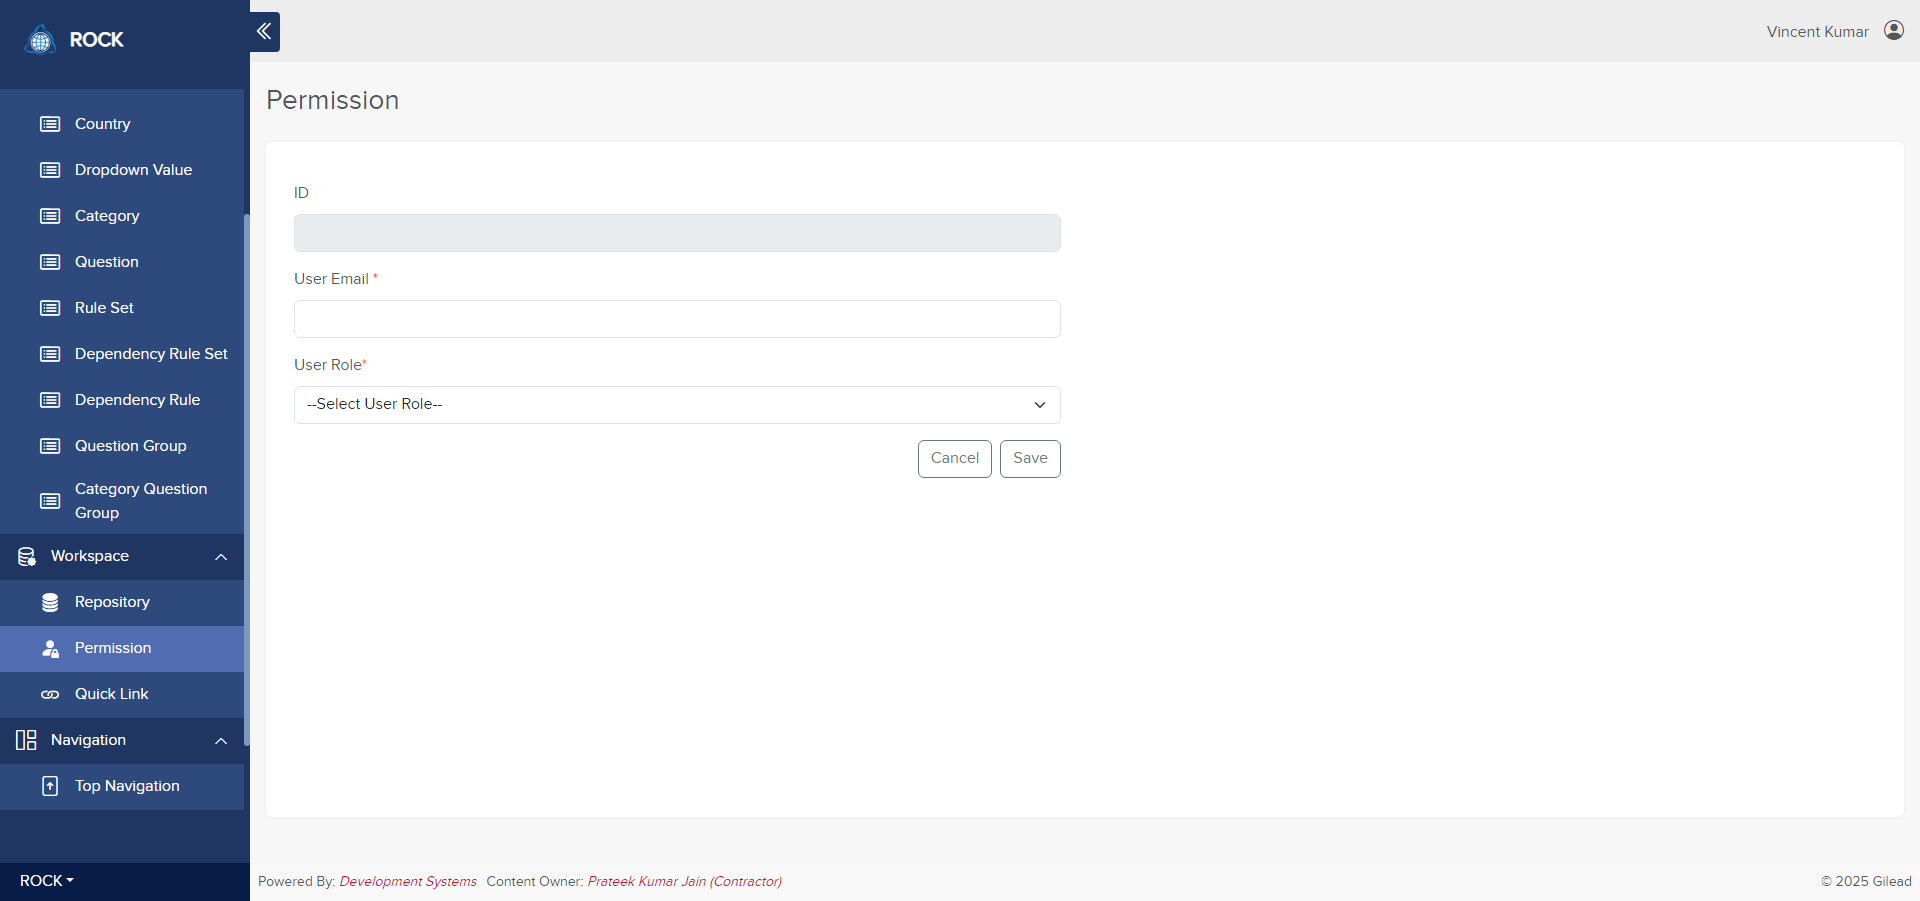 ROCK
Vincent Kumar
Country
Dropdown Value
Category
Question
Rule Set
Dependency Rule Set
Dependency Rule
Question Group
Category Question
Group
Workspace
Repository
Permission
Quick Link
Navigation
Top Navigation
ROCK
Permission
ID
User Email *
User Role*
--Select User Role--
Cancel Save
Powered By: Development Systems Content Owner: Prateek Kumar Jain (Contractor)
© 2025 Gilead